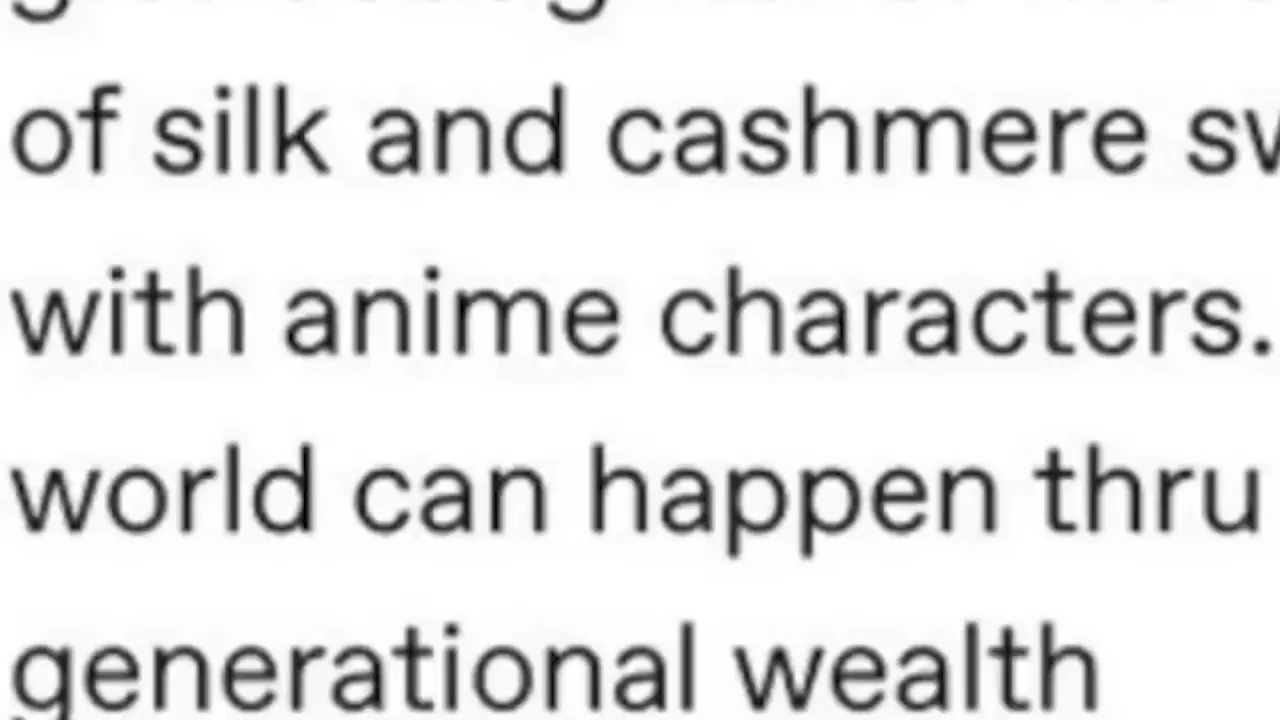 of silk and cashmere
with anime characters.
world can happen thru
generational wealth